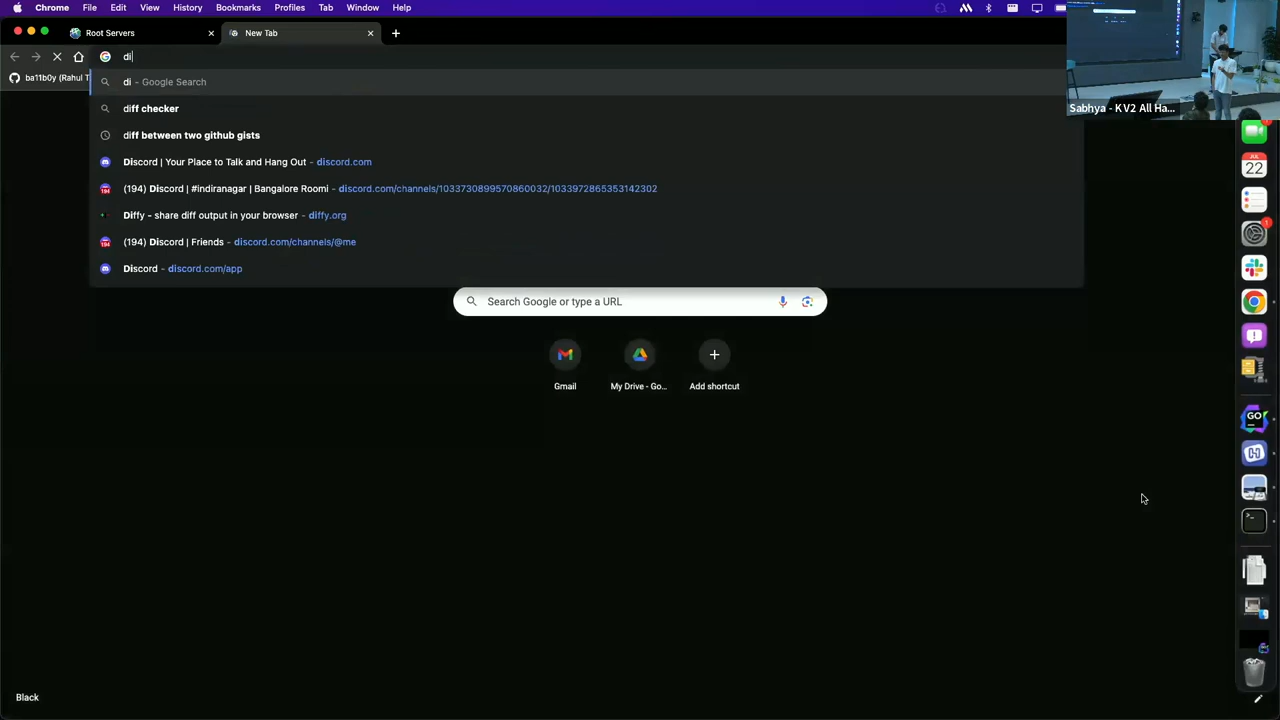 Chrome File Edit View History Bookmarks Profiles Tab Window Help
Root Servers
New Tab
di
ba11b0y (Rahul T
di - Google Search
diff checker
diff between two github gists
Discord | Your Place to Talk and Hang Out - discord.com
(194) Discord | #indiranagar | Bangalore Roomi - discord.com/channels/1033730899570860032/1033972865353142302
Diffy - share diff output in your browser - diffy.org
(194) Discord | Friends - discord.com/channels/@me
Discord - discord.com/app
Search Google or type a URL
Gmail
My Drive - Go...
Add shortcut
Black
Sabhya - KV2 All Ha...
JUL
22
1
GO